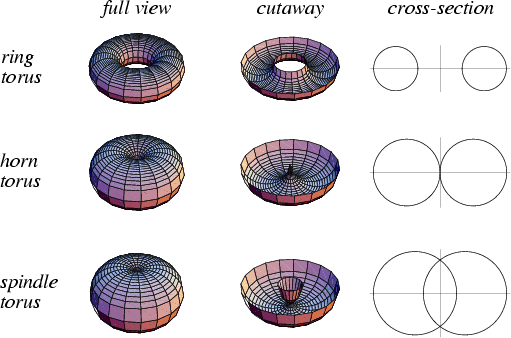 full view cutaway cross-section
ring
torus
horn
torus
spindle
torus